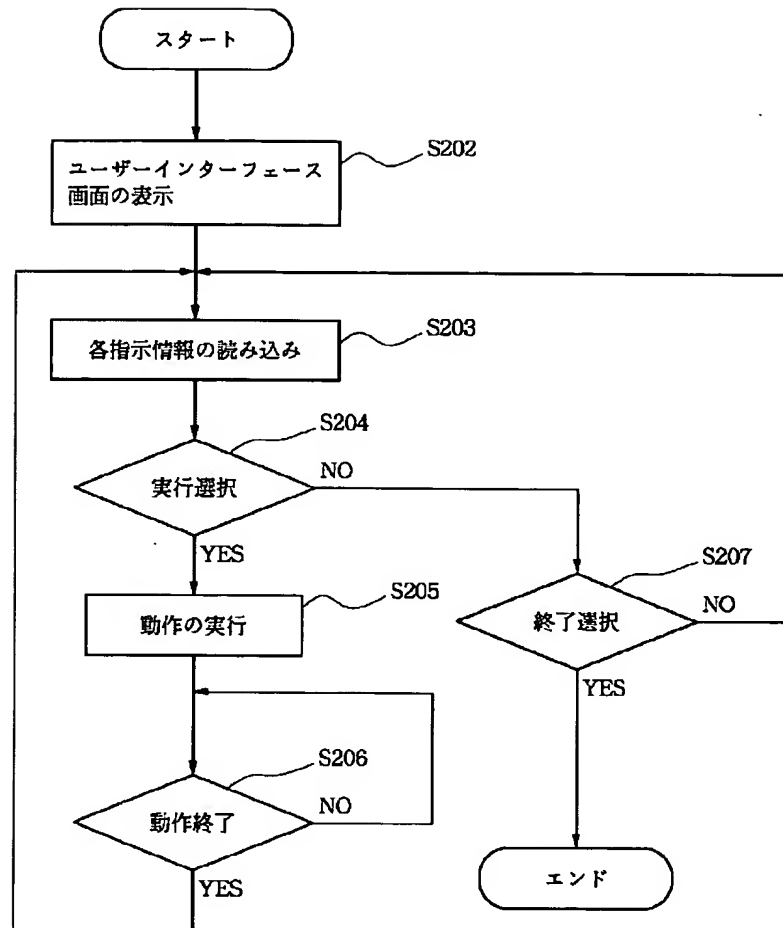 スタート
S202
ユーザーインターフェース
画面の表示
S203
各指示情報の読み込み
S204
実行選択
NO
YES
S205
動作の実行
S207
終了選択
NO
YES
S206
動作終了
NO
YES
エンド